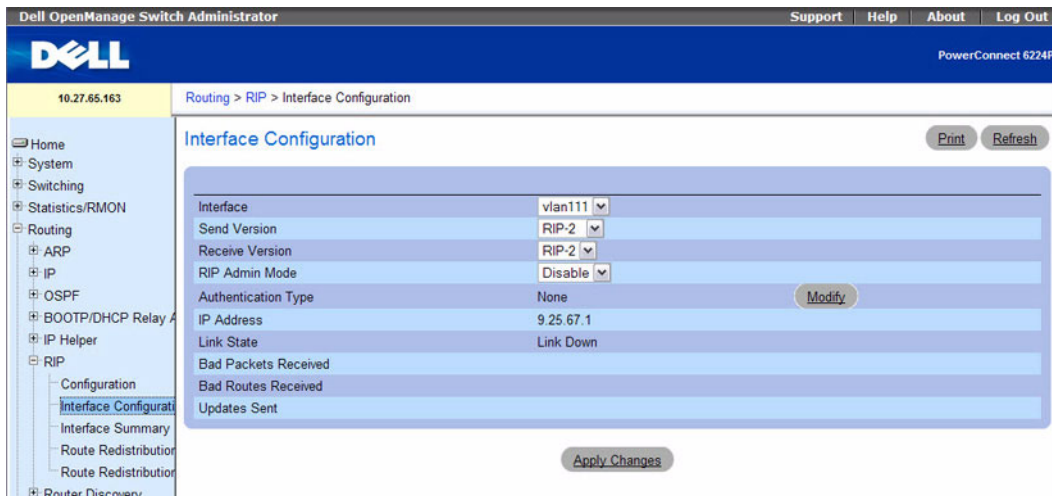 Dell OpenManage Switch Administrator Support Help About Log Out
DELL
PowerConnect 6224P
10.27.65.163
Routing > RIP > Interface Configuration
Home
System
Switching
Statistics/RMON
Routing
ARP
IP
OSPF
BOOTP/DHCP Relay A
IP Helper
RIP
Configuration
Interface Configurati
Interface Summary
Route Redistribution
Route Redistribution
Router Discovery
Interface Configuration
Print Refresh
Interface vlan111
Send Version RIP-2
Receive Version RIP-2
RIP Admin Mode Disable
Authentication Type None Modify
IP Address 9.25.67.1
Link State Link Down
Bad Packets Received
Bad Routes Received
Updates Sent
Apply Changes